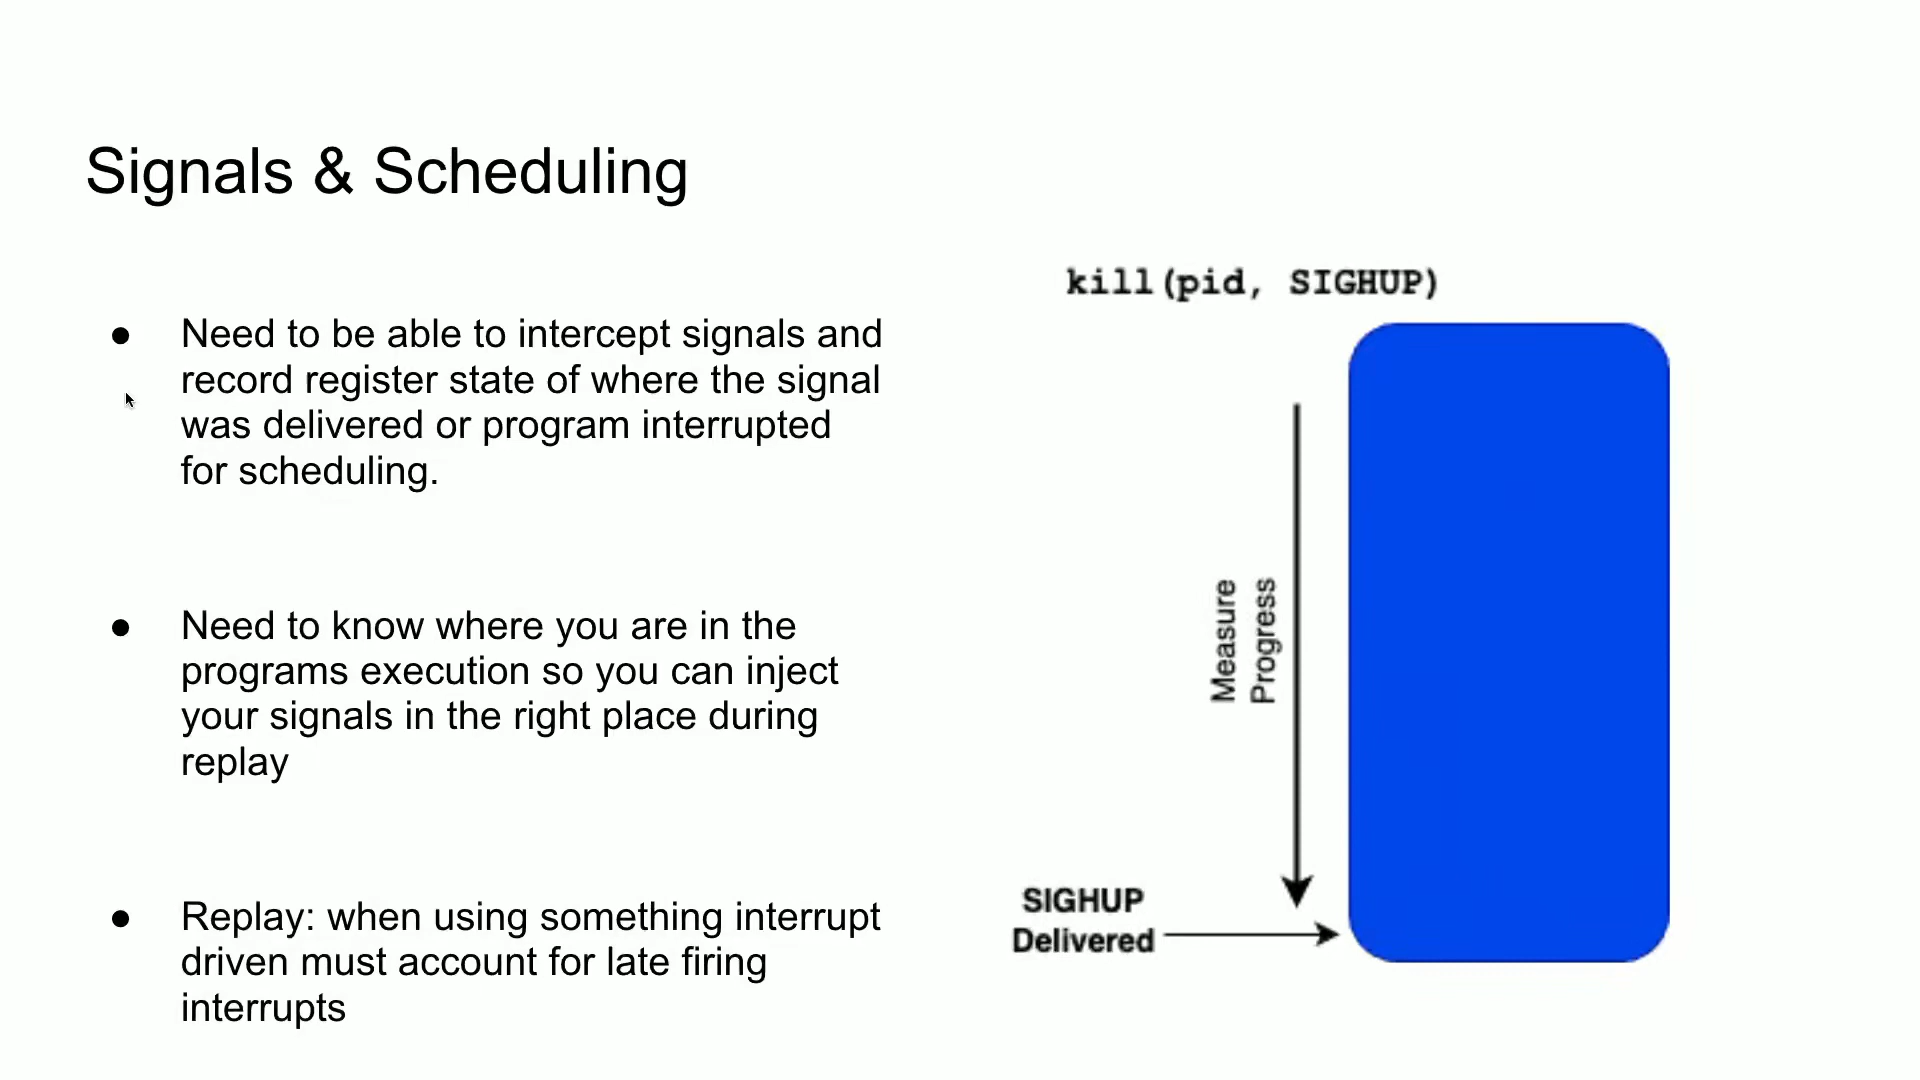 Signals & Scheduling
● Need to be able to intercept signals and
record register state of where the signal
was delivered or program interrupted
for scheduling.
● Need to know where you are in the
programs execution so you can inject
your signals in the right place during
replay
● Replay: when using something interrupt
driven must account for late firing
interrupts
kill(pid, SIGHUP)
Measure
Progress
SIGHUP
Delivered